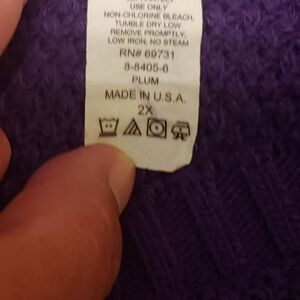 USE ONLY
NON-CHLORINE BLEACH,
TUMBLE DRY LOW
REMOVE PROMPTLY,
LOW IRON, NO STEAM
RN# 69731
8-8405-6
PLUM
MADE IN U.S.A.
2X